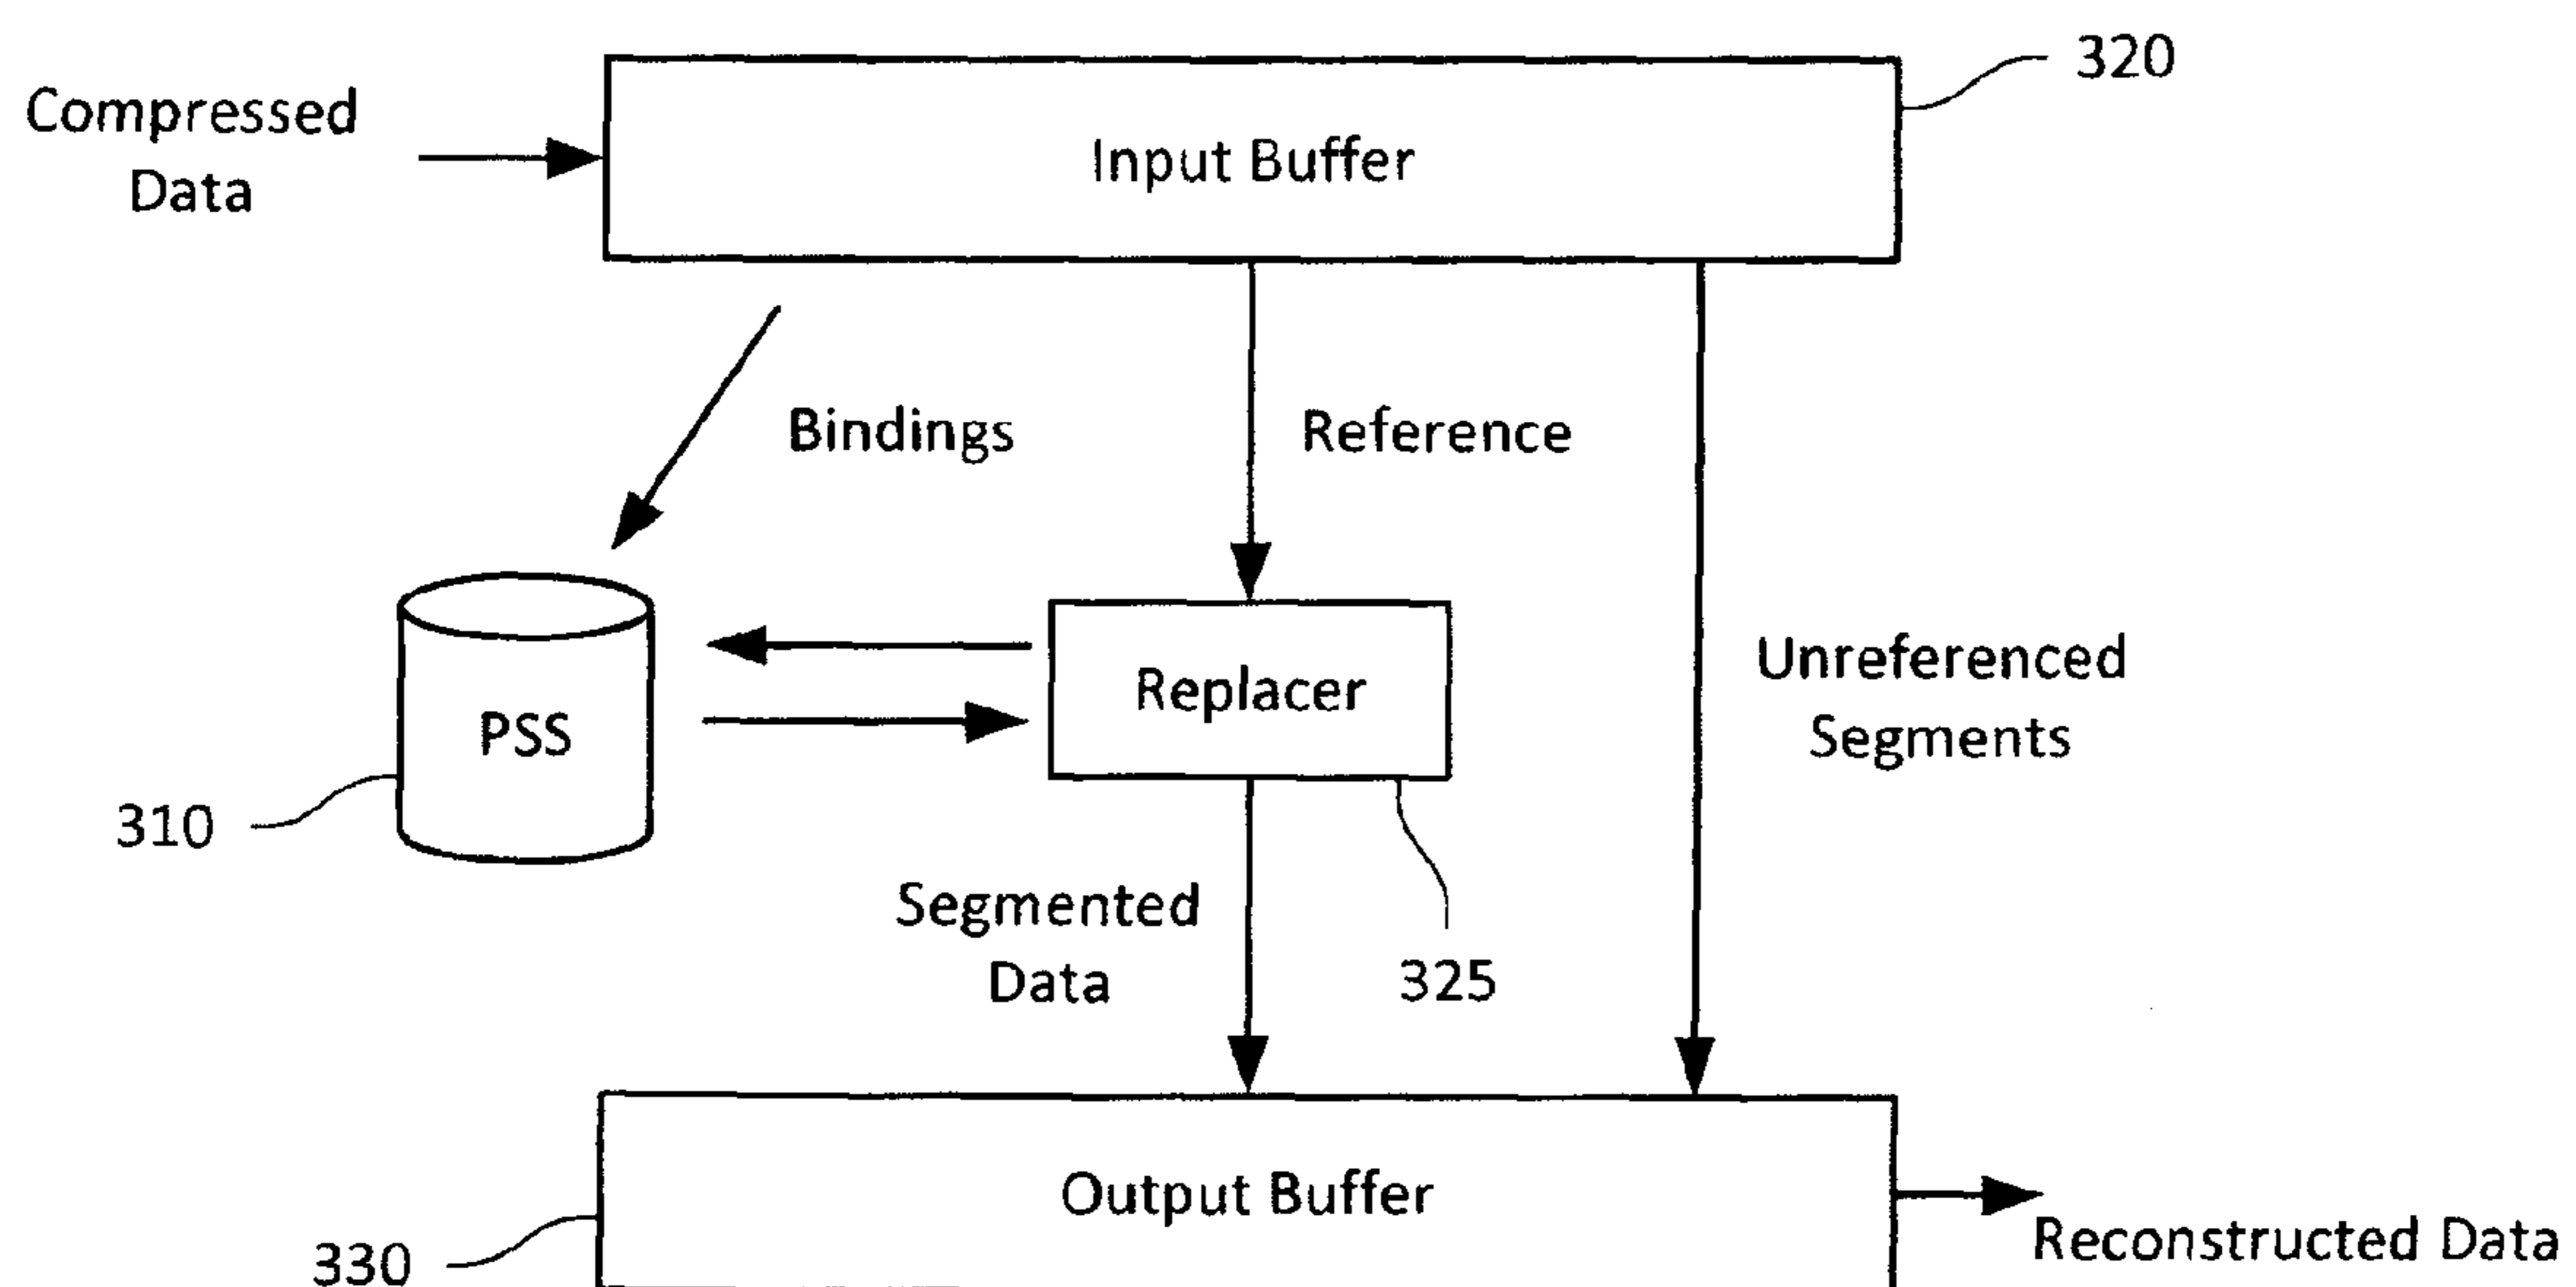 320
Compressed
Data
Input Buffer
Bindings
Reference
Replacer
Unreferenced
Segments
PSS
310
Segmented
Data
325
Output Buffer
330
Reconstructed Data